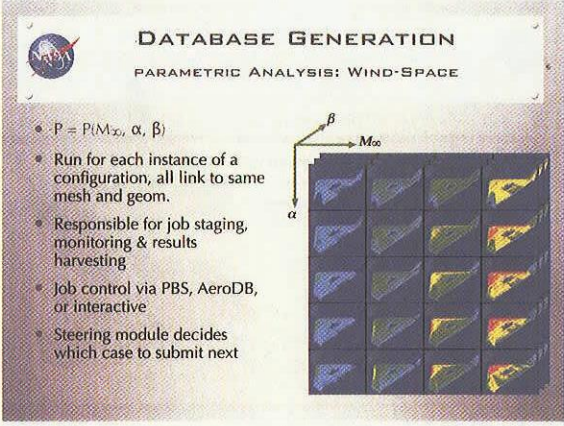 NASA
DATABASE GENERATION
PARAMETRIC ANALYSIS: WIND-SPACE
• P = P(M∞, α, β)
• Run for each instance of a
configuration, all link to same
mesh and geom.
• Responsible for job staging,
monitoring & results
harvesting
• Job control via PBS, AeroDB,
or interactive
• Steering module decides
which case to submit next
β
M∞
α